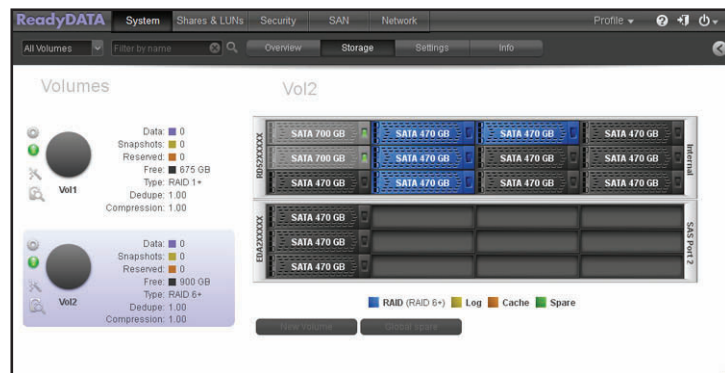 ReadyDATA System Shares & LUNs Security SAN Network Profile
All Volumes Filter by name Overview Storage Settings Info
Volumes
Vol1
Data: 0
Snapshots: 0
Reserved: 0
Free: 675 GB
Type: RAID 1+
Dedupe: 1.00
Compression: 1.00
Vol2
Data: 0
Snapshots: 0
Reserved: 0
Free: 900 GB
Type: RAID 6+
Dedupe: 1.00
Compression: 1.00
Vol2
RD52XXXXX
SATA 700 GB SATA 470 GB SATA 470 GB SATA 470 GB
SATA 700 GB SATA 470 GB SATA 470 GB SATA 470 GB
SATA 470 GB SATA 470 GB SATA 470 GB SATA 470 GB
Internal
EDA2XXXXX
SATA 470 GB
SATA 470 GB
SATA 470 GB
SAS Port 2
RAID (RAID 6+) Log Cache Spare
New Volume Global spare